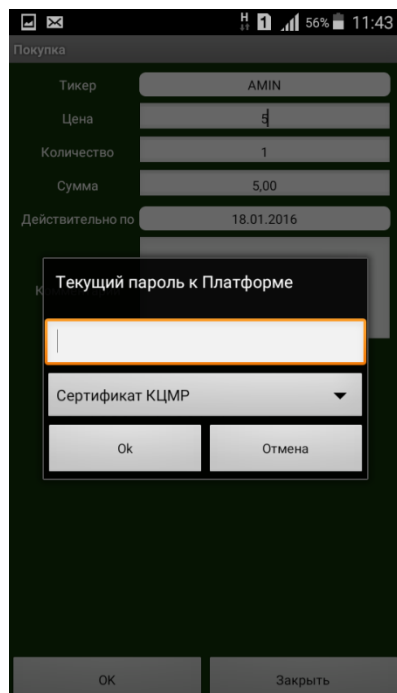 H 1 56% 11:43
Покупка
Тикер AMIN
Цена 5
Количество 1
Сумма 5,00
Действительно по 18.01.2016
Текущий пароль к Платформе
Сертификат КЦМР
Ok Отмена
OK Закрыть